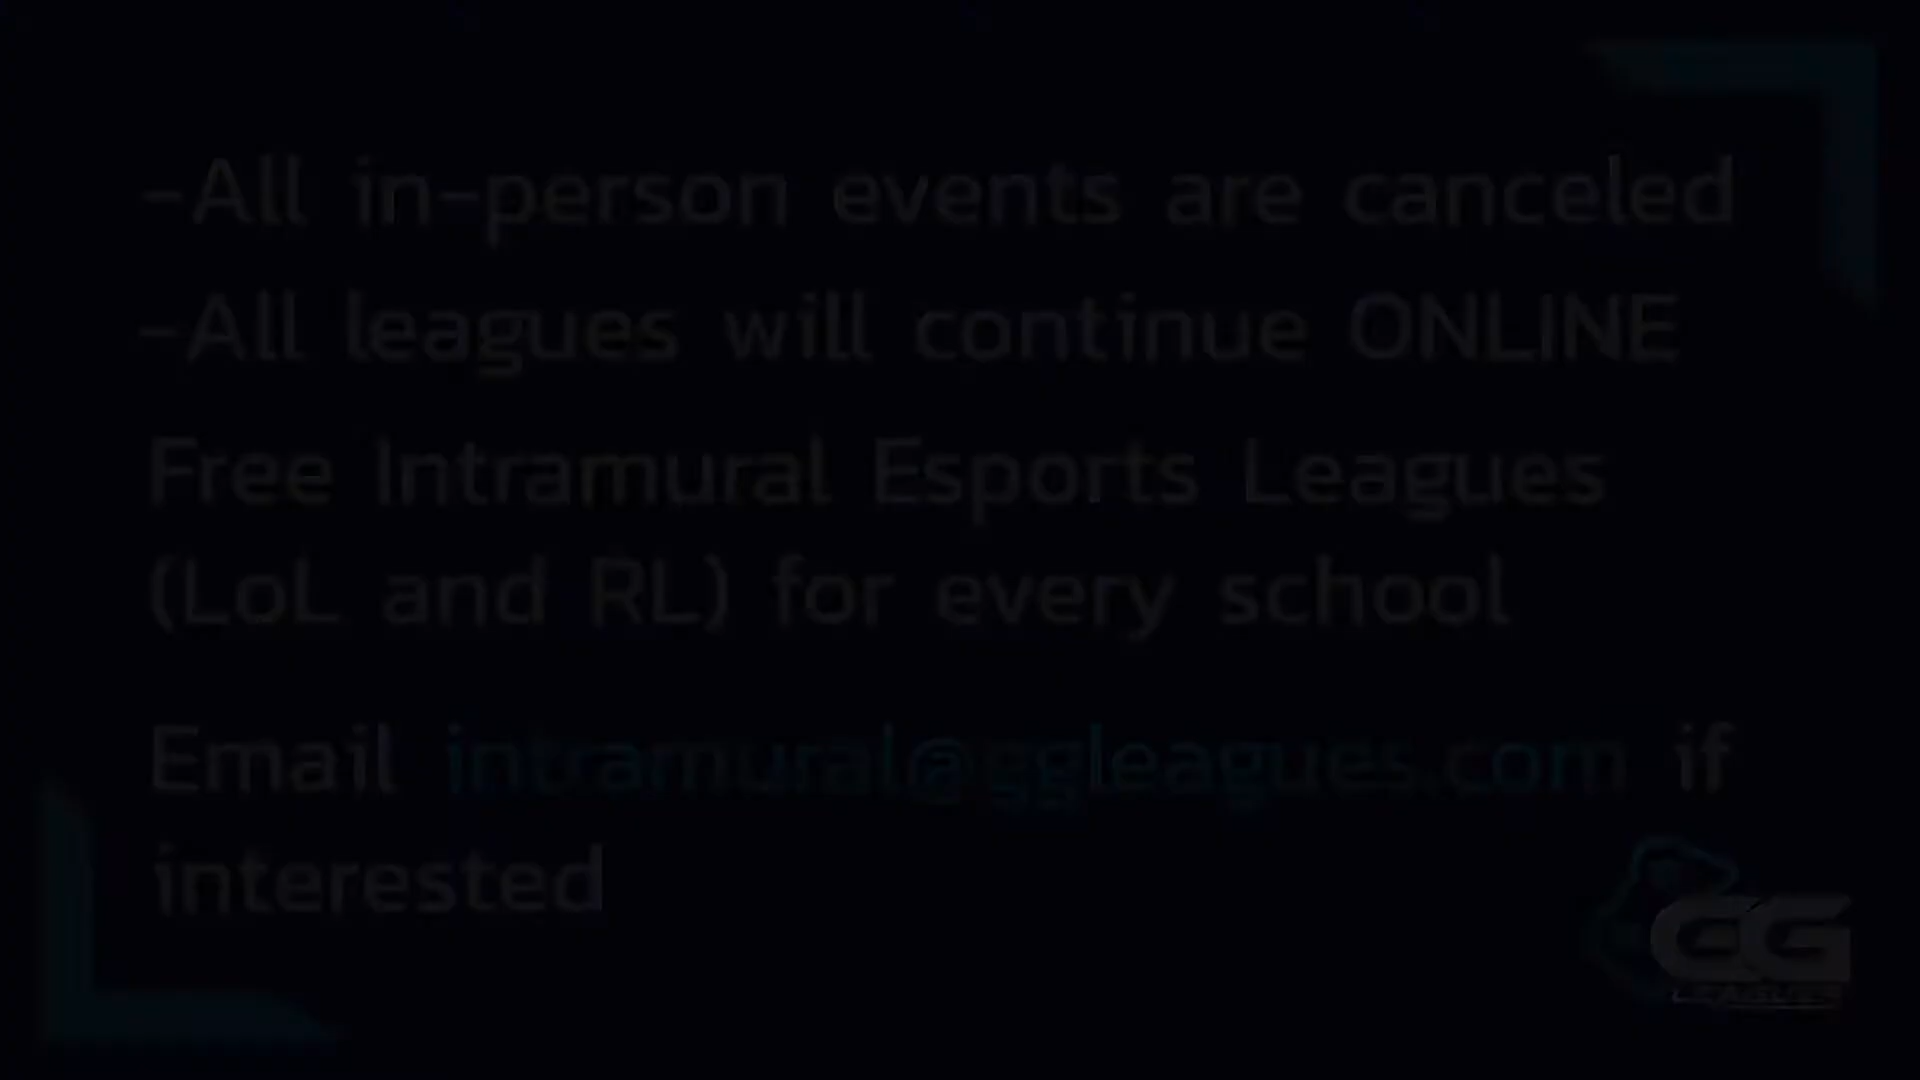 -All in-person events are canceled
-All leagues will continue ONLINE
Free Intramural Esports Leagues
(LoL and RL) for every school
Email intramural@ggleagues.com if
interested
GG
LEAGUES